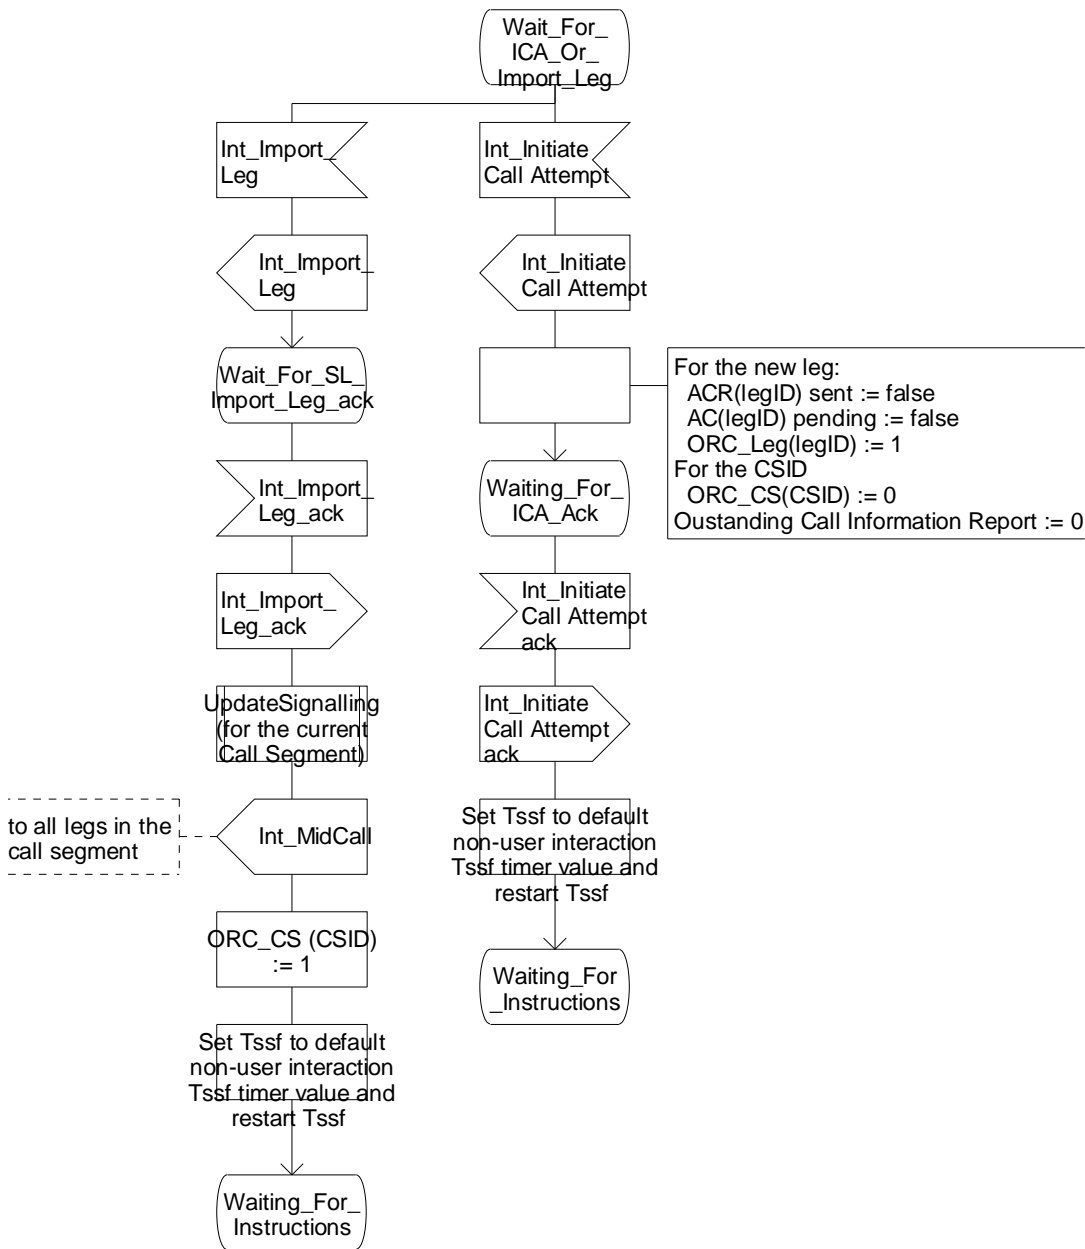 Wait_For_
ICA_Or_
Import_Leg
Int_Import_
Leg
Int_Import_
Leg
Wait_For_SL_
Import_Leg_ack
Int_Import_
Leg_ack
Int_Import_
Leg_ack
UpdateSignalling
(for the current
Call Segment)
to all legs in the
call segment
Int_MidCall
ORC_CS (CSID)
:= 1
Set Tssf to default
non-user interaction
Tssf timer value and
restart Tssf
Waiting_For_
Instructions
Int_Initiate
Call Attempt
Int_Initiate
Call Attempt
For the new leg:
ACR(legID) sent := false
AC(legID) pending := false
ORC_Leg(legID) := 1
For the CSID
ORC_CS(CSID) := 0
Oustanding Call Information Report := 0
Waiting_For_
ICA_Ack
Int_Initiate
Call Attempt
ack
Int_Initiate
Call Attempt
ack
Set Tssf to default
non-user interaction
Tssf timer value and
restart Tssf
Waiting_For
_Instructions